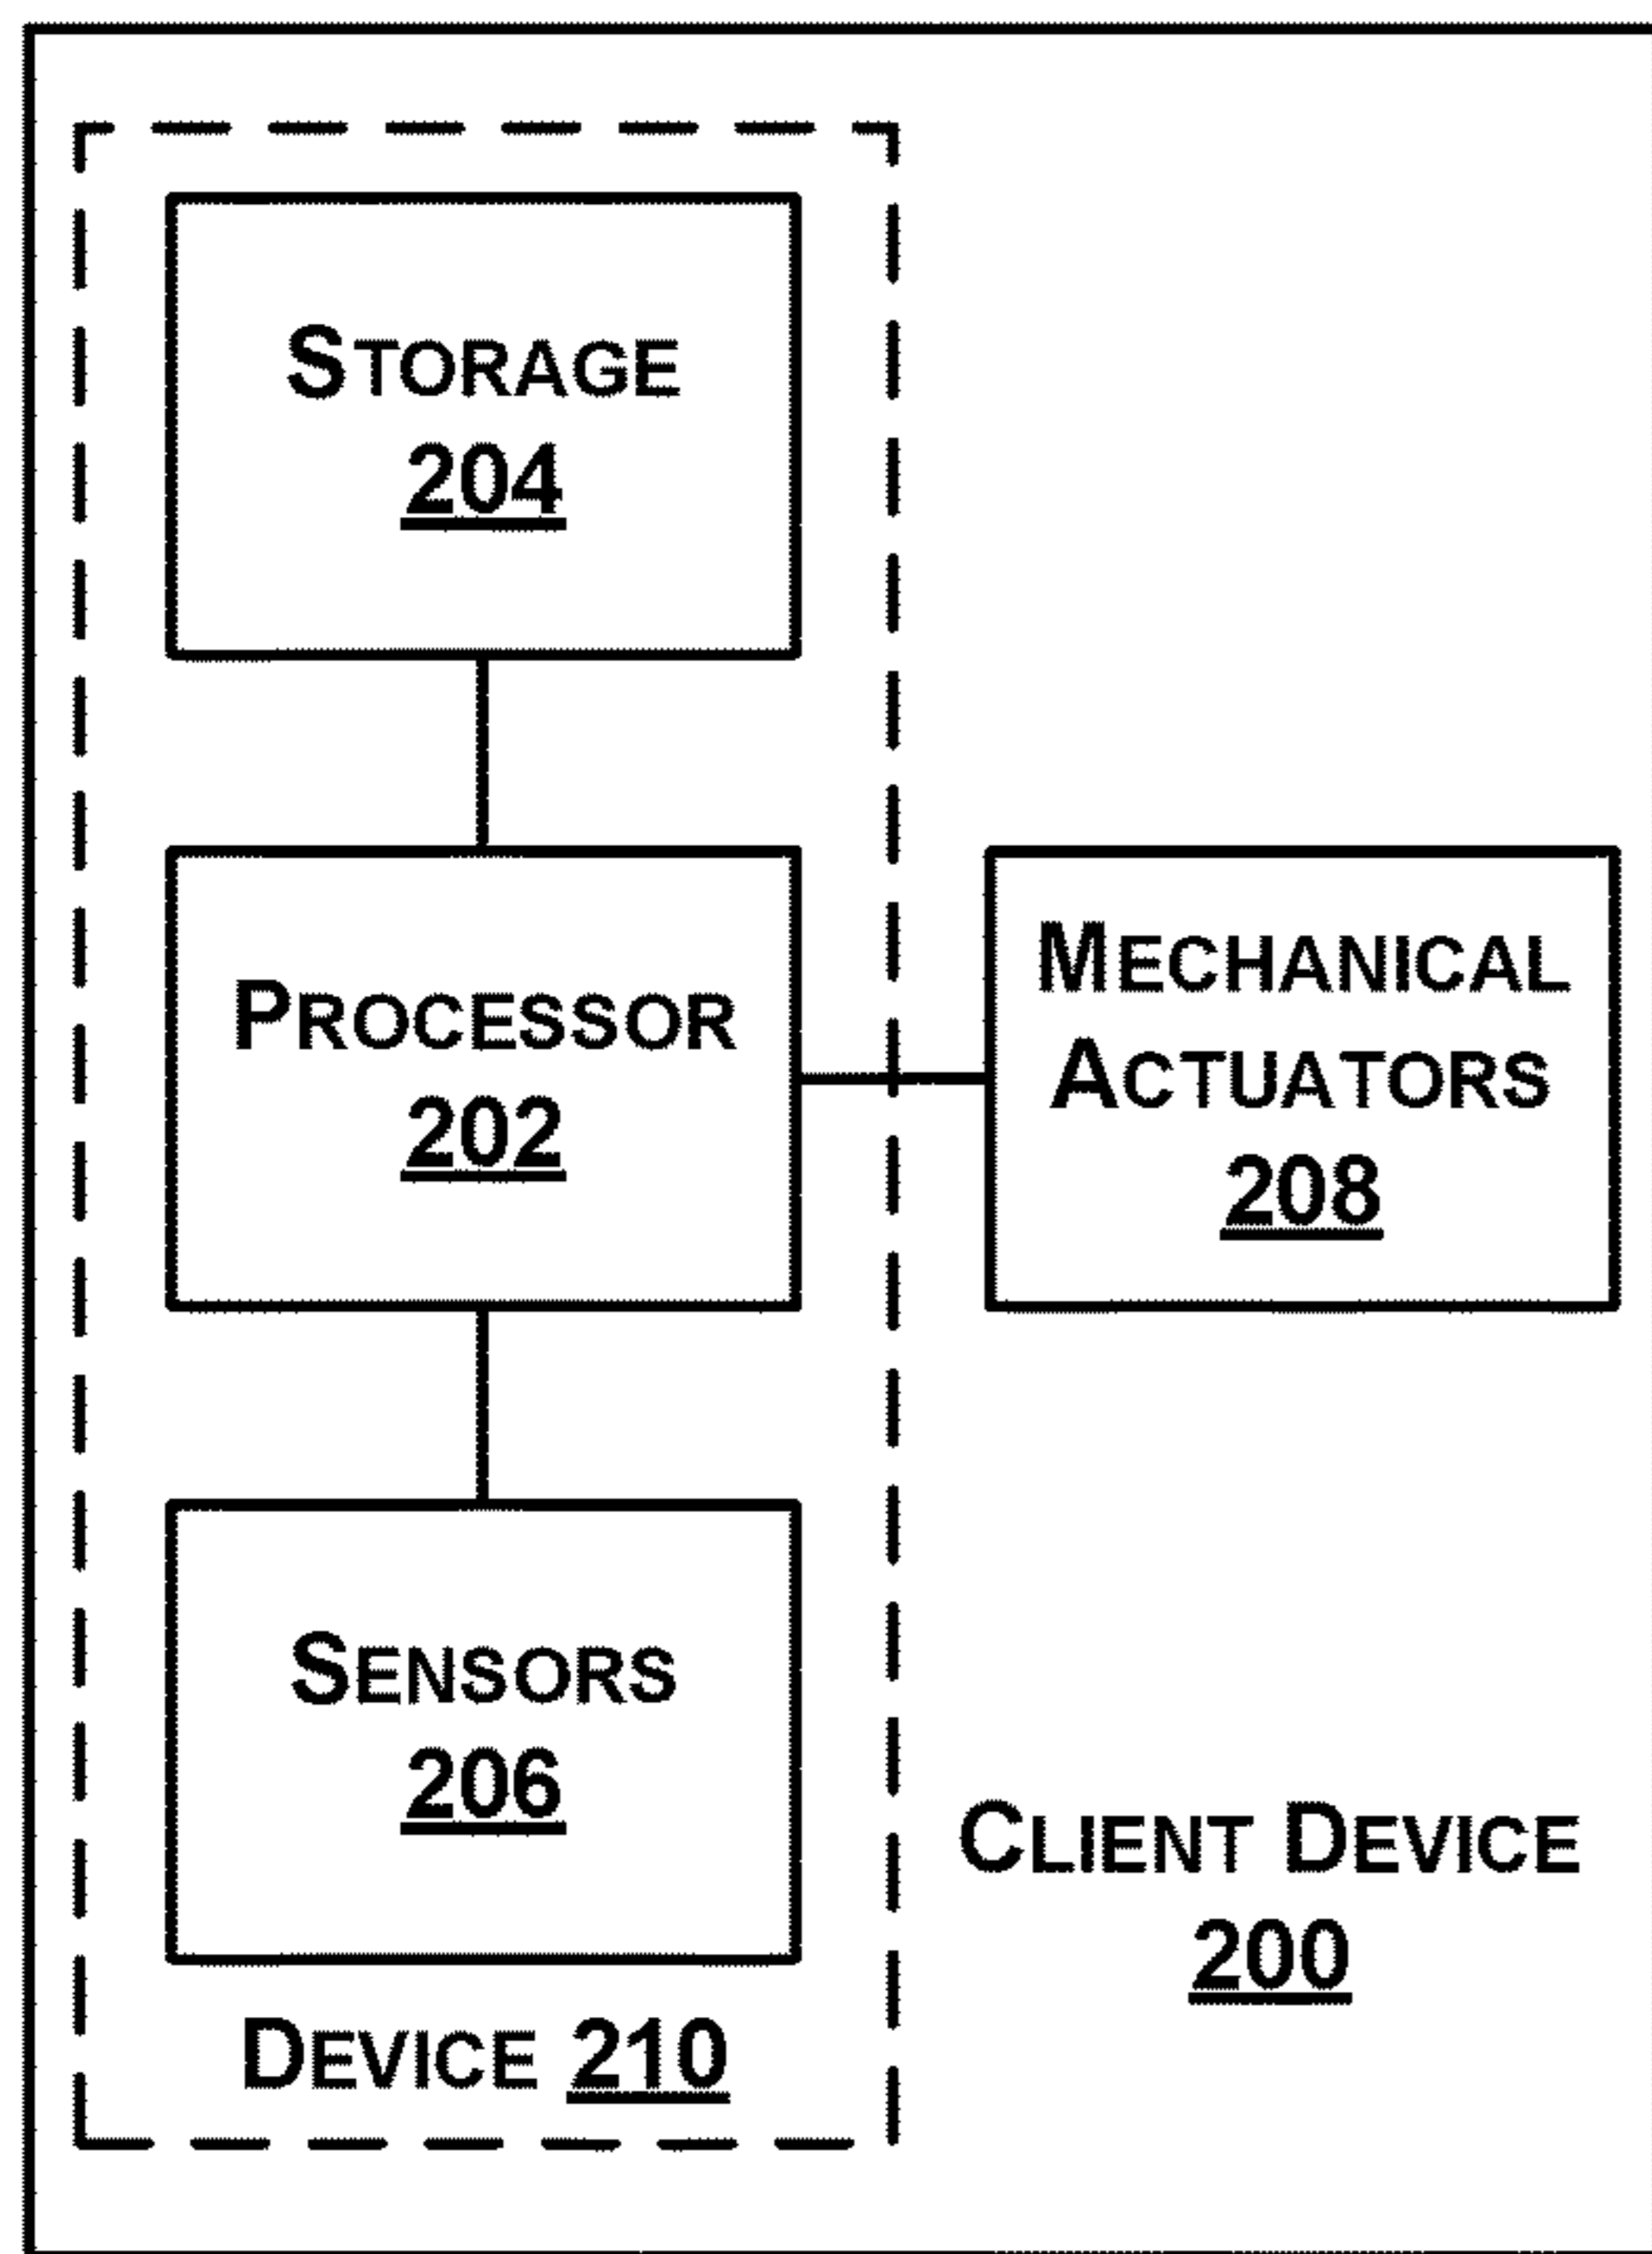 STORAGE
204
PROCESSOR
202
MECHANICAL
ACTUATORS
208
SENSORS
206
DEVICE 210
CLIENT DEVICE
200